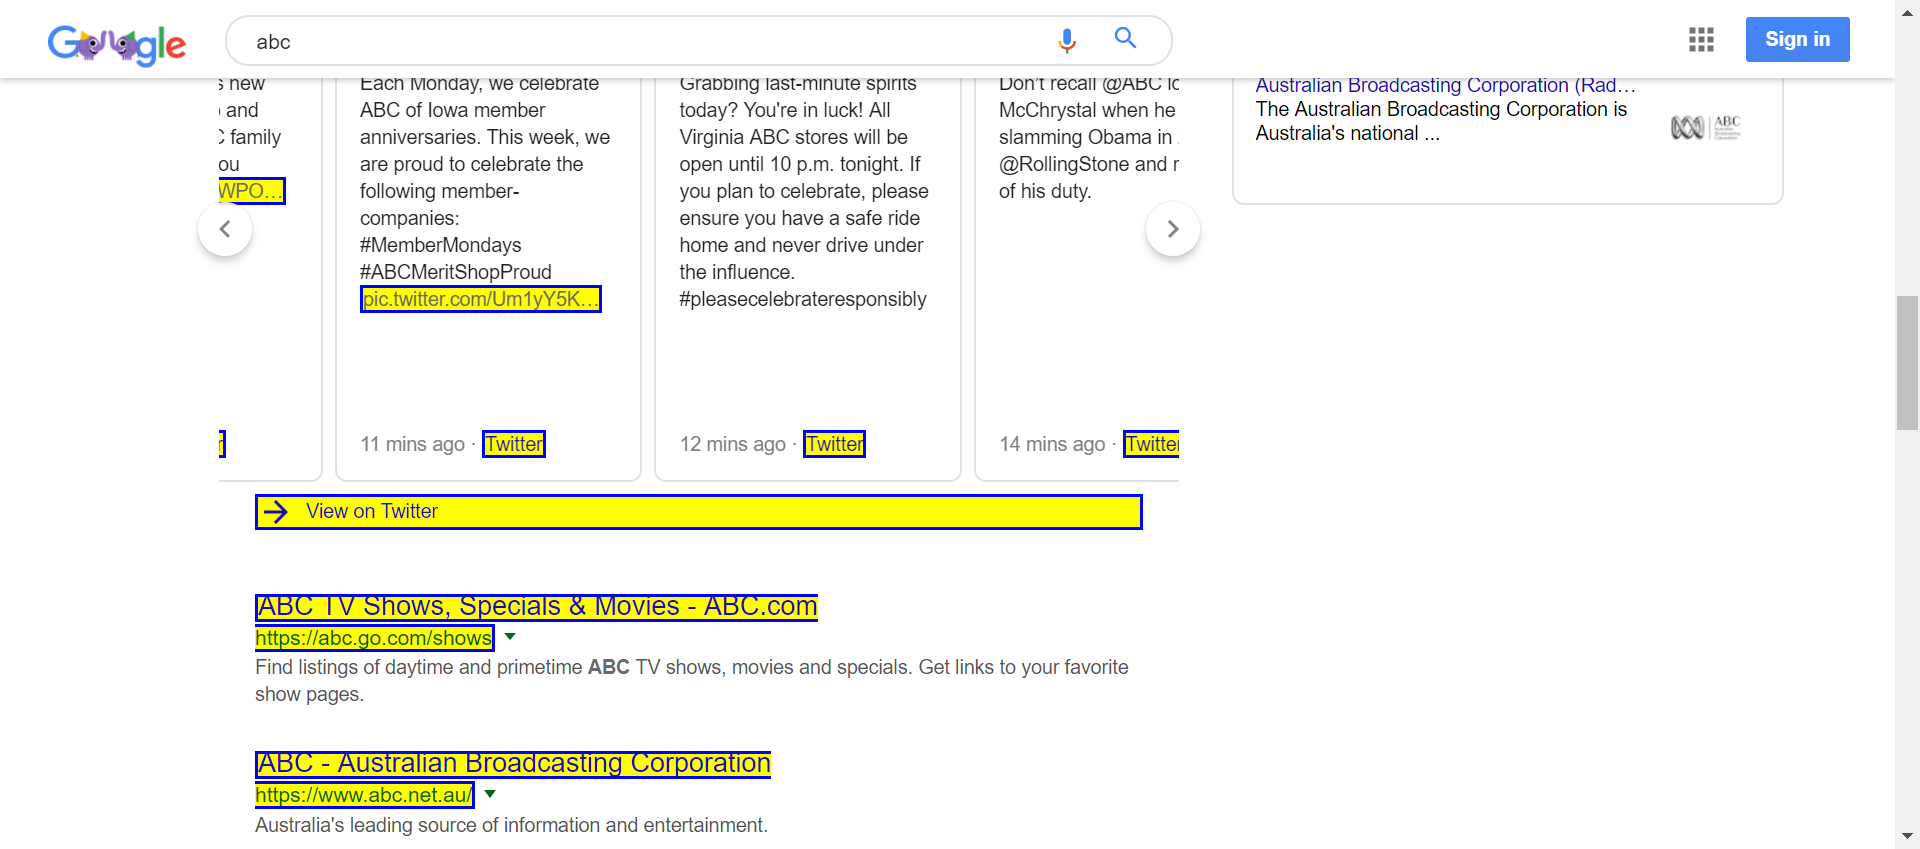 Google
abc
Sign in
s new
and
family
ou
WPO...
Each Monday, we celebrate
ABC of Iowa member
anniversaries. This week, we
are proud to celebrate the
following member-
companies:
#MemberMondays
#ABCMeritShopProud
pic.twitter.com/Um1yY5K...
11 mins ago · Twitter
Grabbing last-minute spirits
today? You're in luck! All
Virginia ABC stores will be
open until 10 p.m. tonight. If
you plan to celebrate, please
ensure you have a safe ride
home and never drive under
the influence.
#pleasecelebrateresponsibly
12 mins ago · Twitter
Don't recall @ABC lo
McChrystal when he
slamming Obama in
@RollingStone and r
of his duty.
14 mins ago · Twitter
Australian Broadcasting Corporation (Rad...
The Australian Broadcasting Corporation is
Australia's national ...
ABC
View on Twitter
ABC TV Shows, Specials & Movies - ABC.com
https://abc.go.com/shows
Find listings of daytime and primetime ABC TV shows, movies and specials. Get links to your favorite
show pages.
ABC - Australian Broadcasting Corporation
https://www.abc.net.au/
Australia's leading source of information and entertainment.